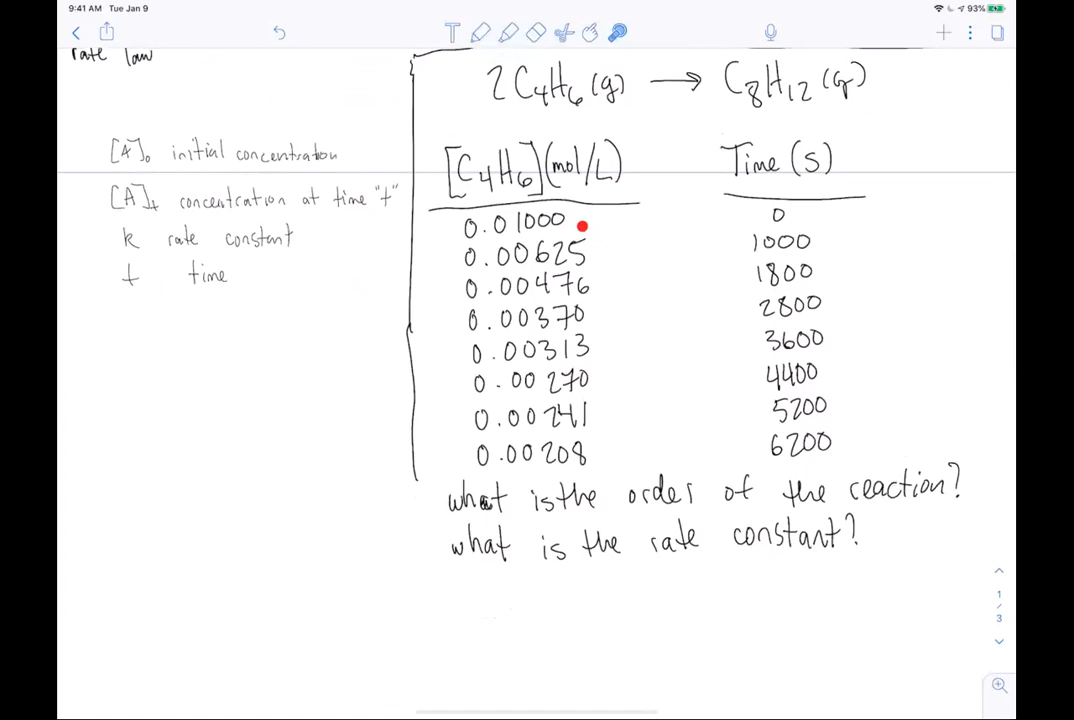 9:41 AM Tue Jan 9
93%
rate law
2C₄H₆(g) → C₈H₁₂(g)
[A]₀ initial concentration
[A]ₜ concentration at time "t"
k rate constant
t time
[C₄H₆](mol/L) Time (s)
0.01000 0
0.00625 1000
0.00476 1800
0.00370 2800
0.00313 3600
0.00270 4400
0.00241 5200
0.00208 6200
what is the order of the reaction?
what is the rate constant?
1
/
3